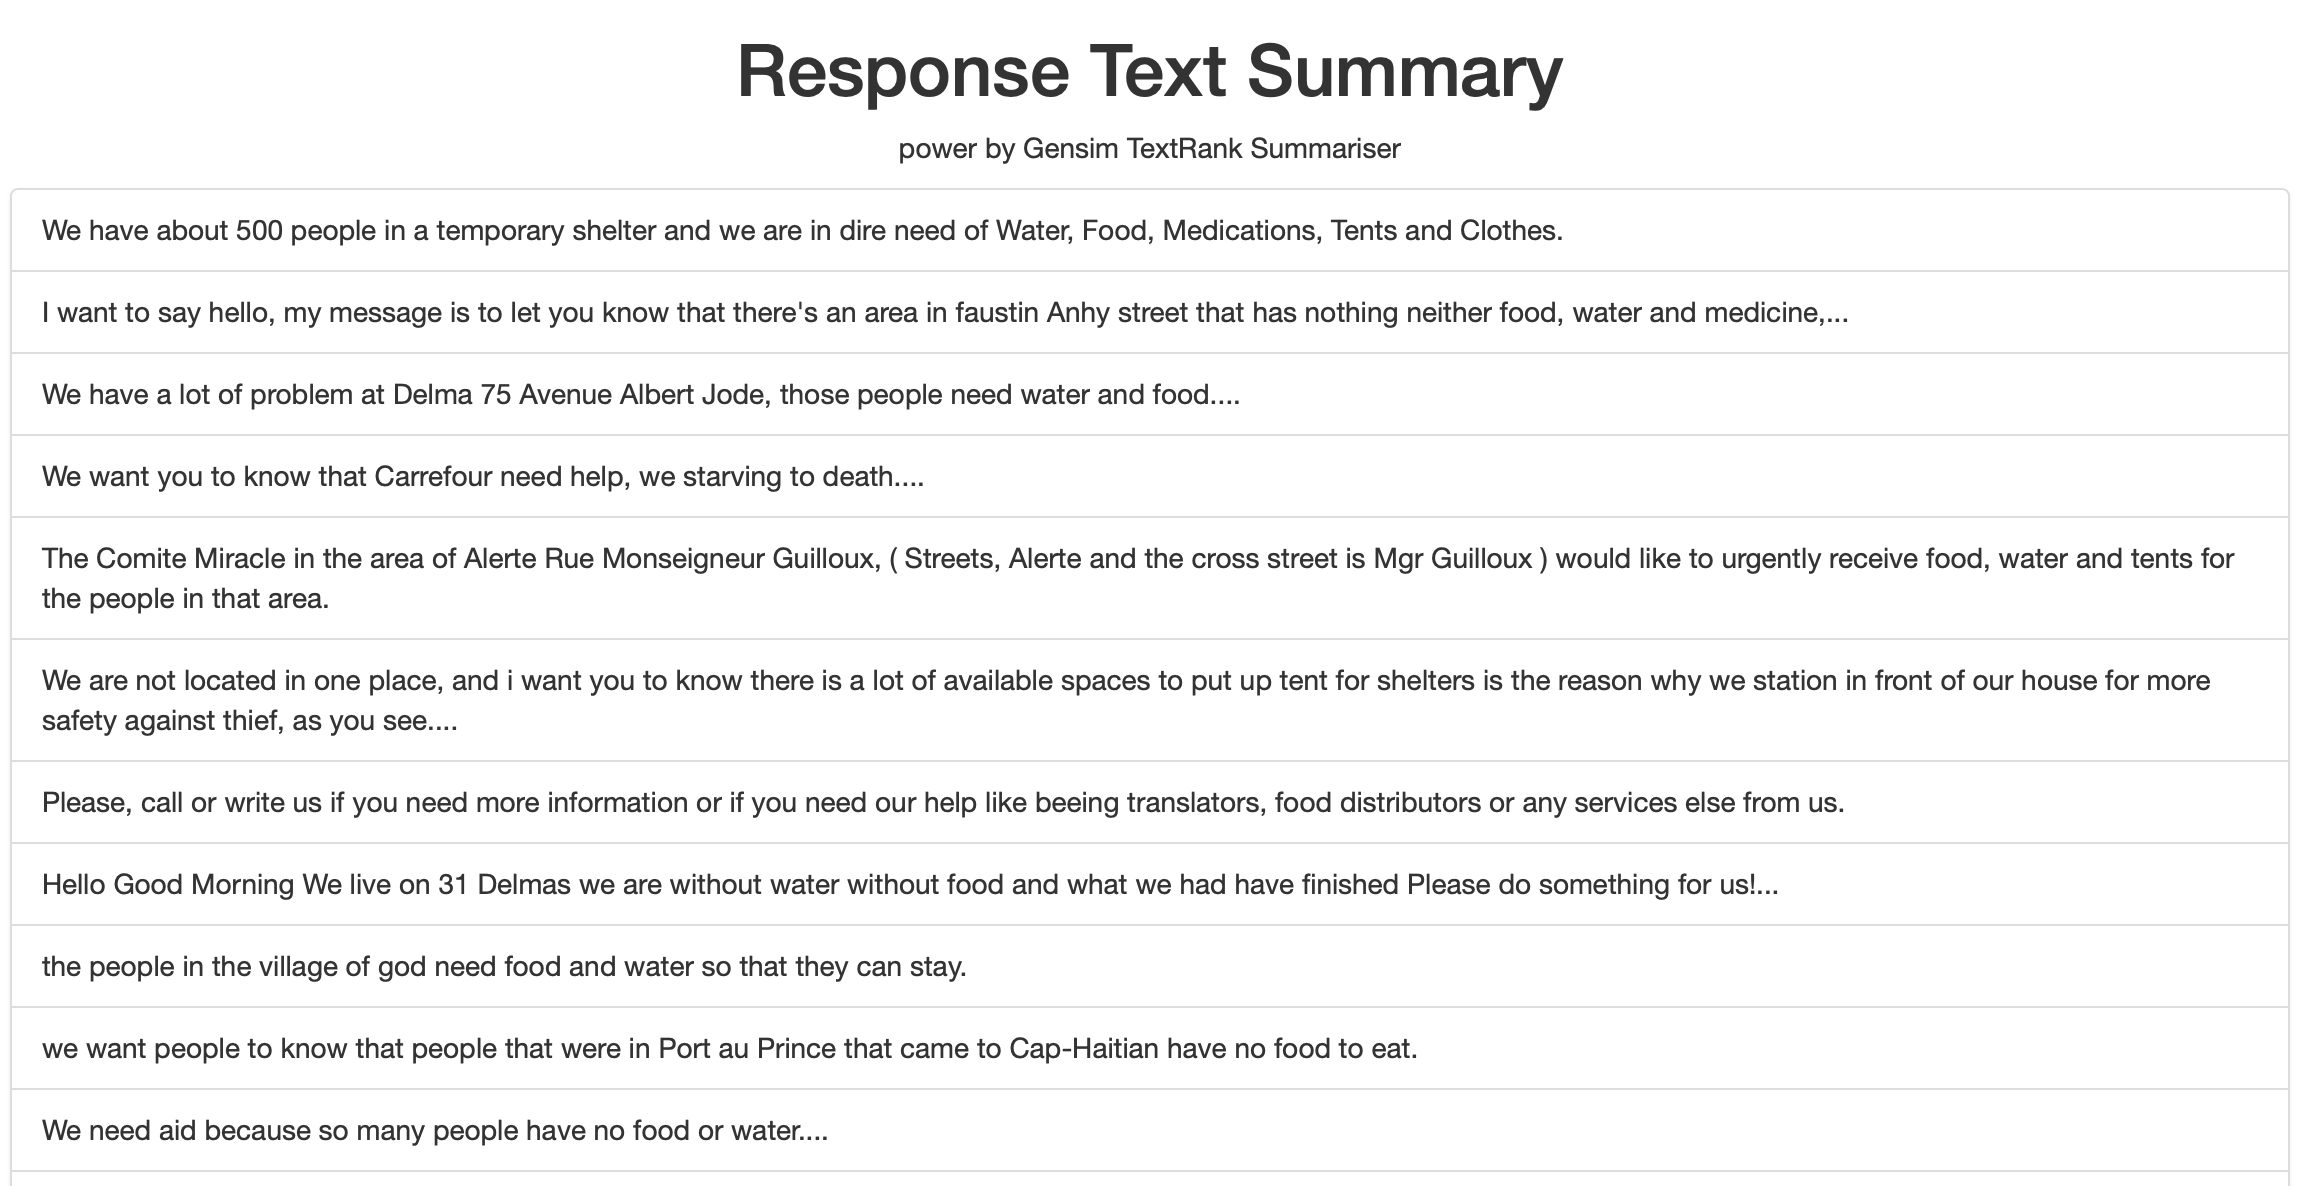 Response Text Summary
power by Gensim TextRank Summariser
We have about 500 people in a temporary shelter and we are in dire need of Water, Food, Medications, Tents and Clothes.
I want to say hello, my message is to let you know that there's an area in faustin Anhy street that has nothing neither food, water and medicine,...
We have a lot of problem at Delma 75 Avenue Albert Jode, those people need water and food....
We want you to know that Carrefour need help, we starving to death....
The Comite Miracle in the area of Alerte Rue Monseigneur Guilloux, ( Streets, Alerte and the cross street is Mgr Guilloux ) would like to urgently receive food, water and tents for
the people in that area.
We are not located in one place, and i want you to know there is a lot of available spaces to put up tent for shelters is the reason why we station in front of our house for more
safety against thief, as you see....
Please, call or write us if you need more information or if you need our help like beeing translators, food distributors or any services else from us.
Hello Good Morning We live on 31 Delmas we are without water without food and what we had have finished Please do something for us!...
the people in the village of god need food and water so that they can stay.
we want people to know that people that were in Port au Prince that came to Cap-Haitian have no food to eat.
We need aid because so many people have no food or water....